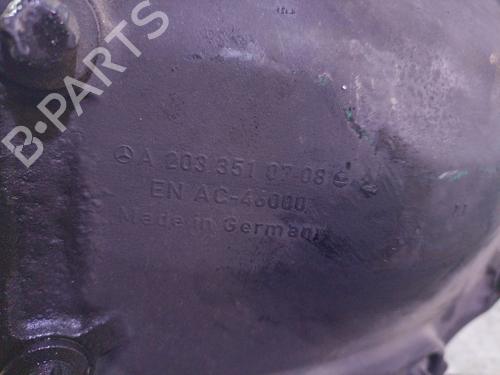 B-PARTS
A 203 351 07 08
EN AC-46000
Made in Germany